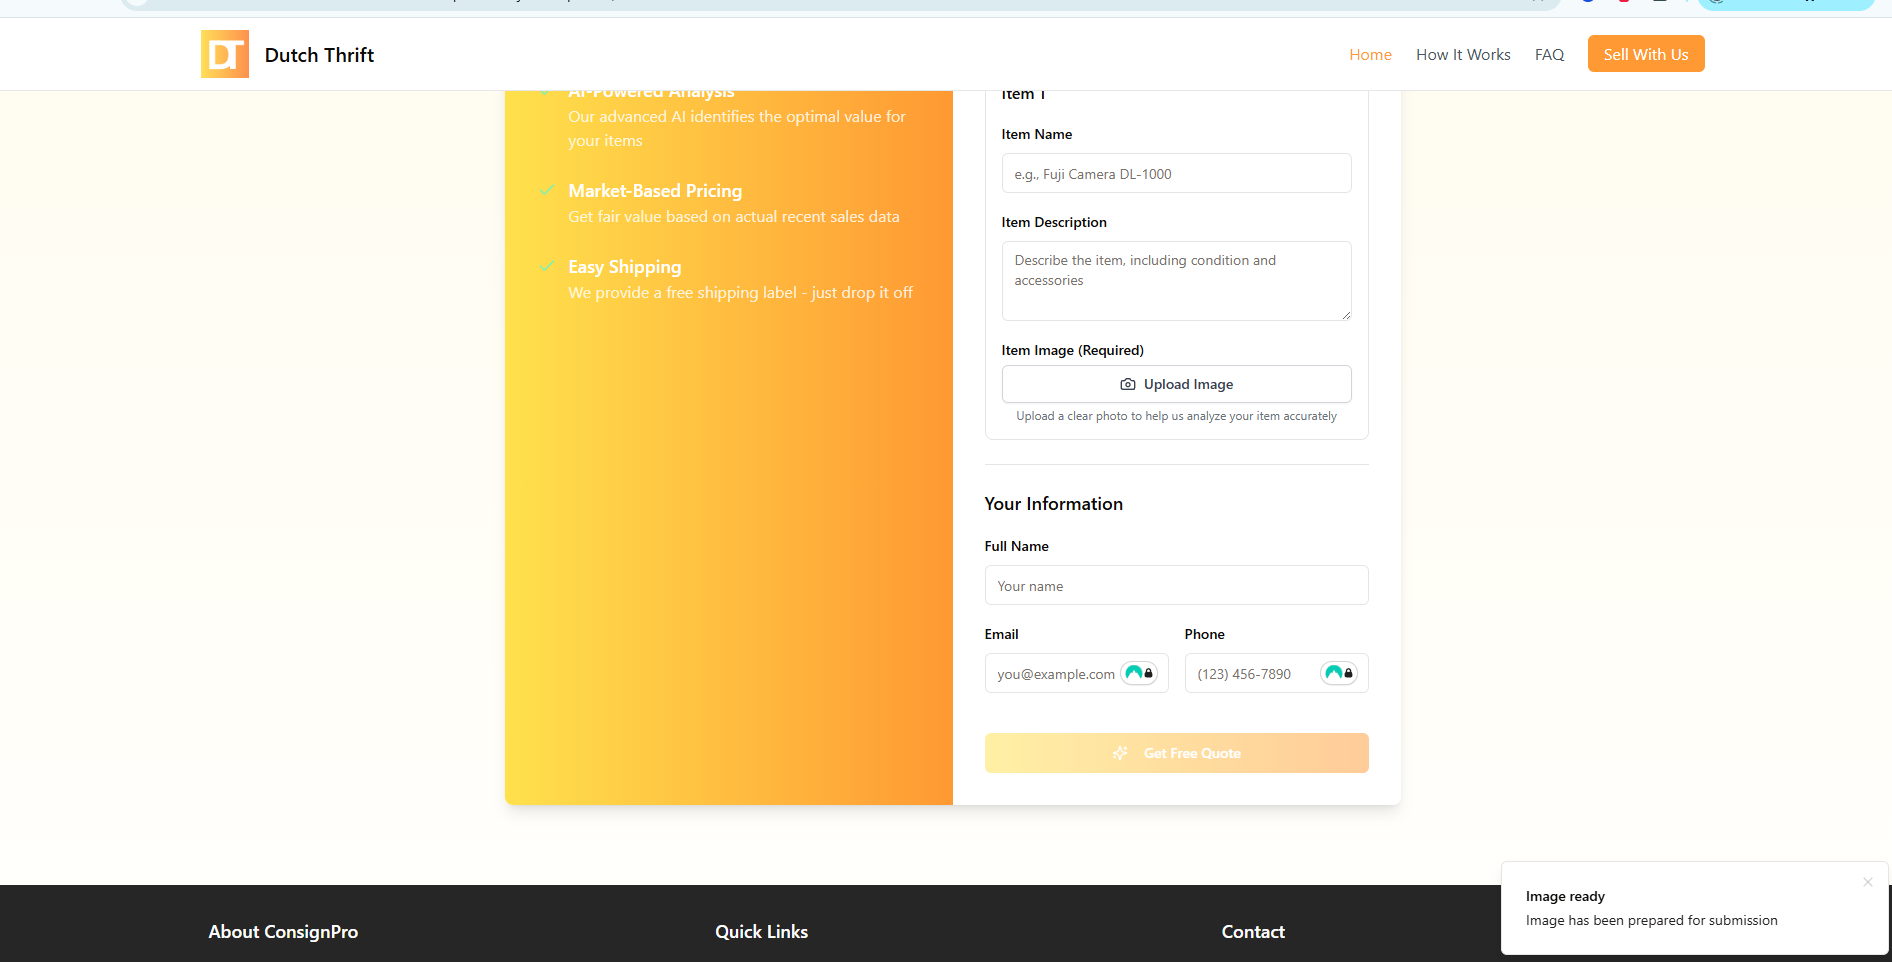 DT
Dutch Thrift
Home
How It Works
FAQ
Sell With Us
AI-Powered Analysis
Our advanced AI identifies the optimal value for
your items
Market-Based Pricing
Get fair value based on actual recent sales data
Easy Shipping
We provide a free shipping label - just drop it off
Item 1
Item Name
e.g., Fuji Camera DL-1000
Item Description
Describe the item, including condition and
accessories
Item Image (Required)
Upload Image
Upload a clear photo to help us analyze your item accurately
Your Information
Full Name
Your name
Email
Phone
you@example.com
(123) 456-7890
Get Free Quote
Image ready
Image has been prepared for submission
About ConsignPro
Quick Links
Contact